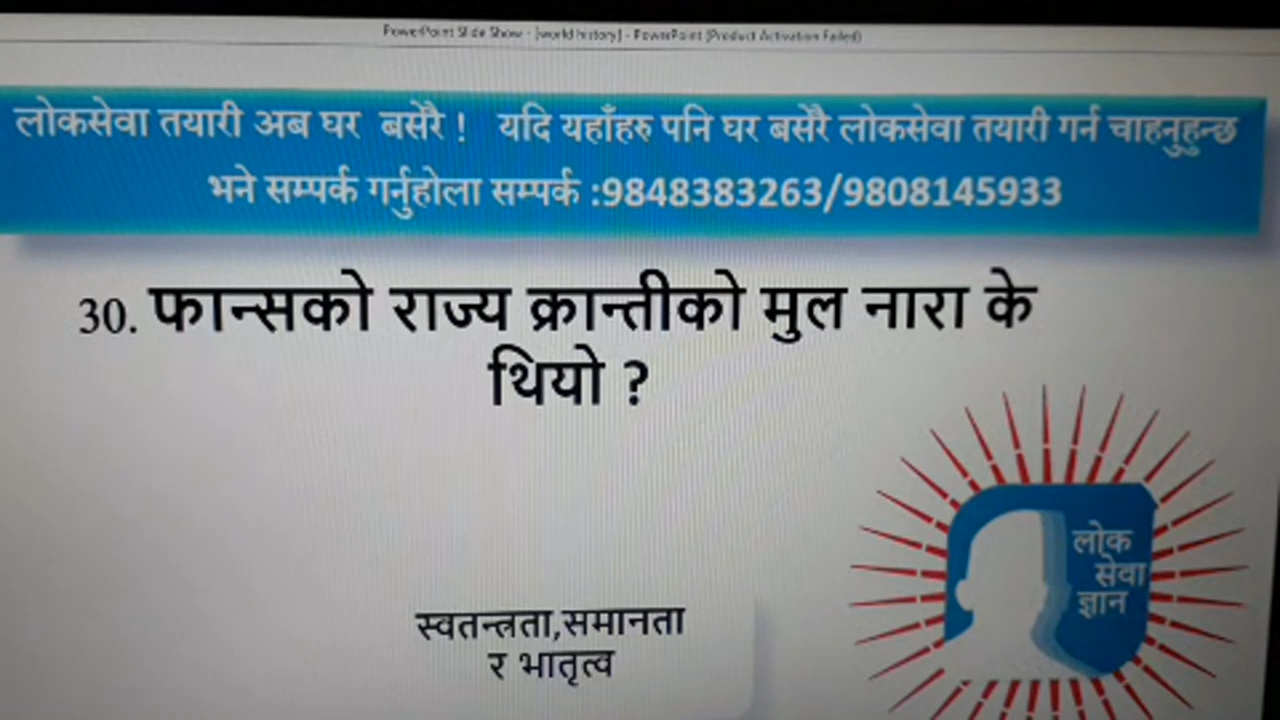 PowerPoint Slide Show - [world history] - PowerPoint (Product Activation Failed)
लोकसेवा तयारी अब घर बसेरै ! यदि यहाँहरु पनि घर बसेरै लोकसेवा तयारी गर्न चाहनुहुन्छ
भने सम्पर्क गर्नुहोला सम्पर्क :9848383263/9808145933
30. फान्सको राज्य क्रान्तीको मुल नारा के
थियो ?
लोक
सेवा
ज्ञान
स्वतन्त्रता,समानता
र भातृत्व